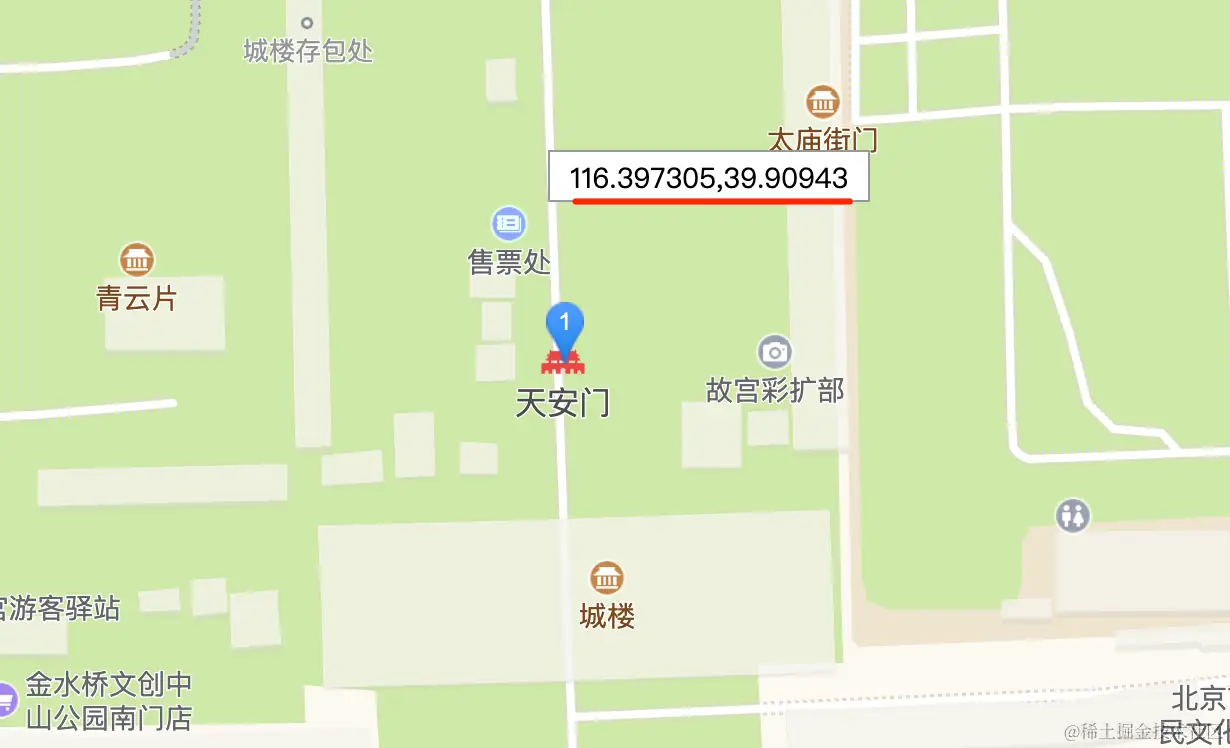 城楼存包处
太庙街门
116.397305,39.90943
售票处
青云片
1
天安门
故宫彩扩部
城楼
游客驿站
金水桥文创中
山公园南门店
北京
民文化
@稀土掘金技术社区